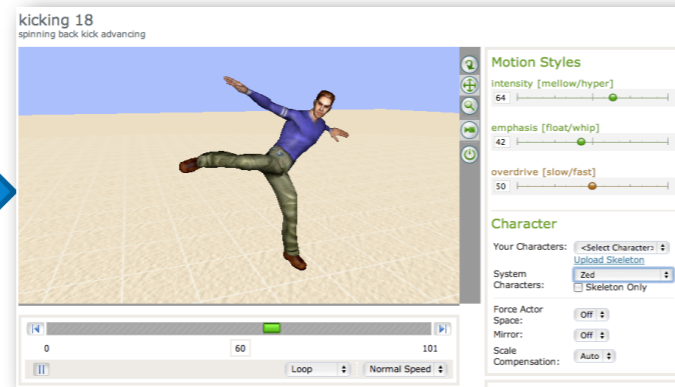 kicking 18
spinning back kick advancing
Motion Styles
intensity [mellow/hyper]
64
emphasis [float/whip]
42
overdrive [slow/fast]
50
Character
Your Characters: <Select Character>
Upload Skeleton
System Characters: Zed
Skeleton Only
Force Actor Space: Off
Mirror: Off
Scale Compensation: Auto
0 60 101
Loop Normal Speed